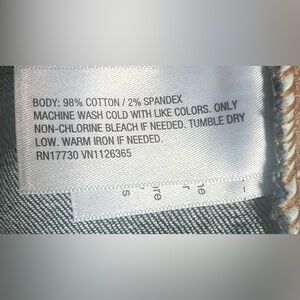 BODY: 98% COTTON / 2% SPANDEX
MACHINE WASH COLD WITH LIKE COLORS. ONLY
NON-CHLORINE BLEACH IF NEEDED. TUMBLE DRY
LOW. WARM IRON IF NEEDED.
RN17730 VN1126365